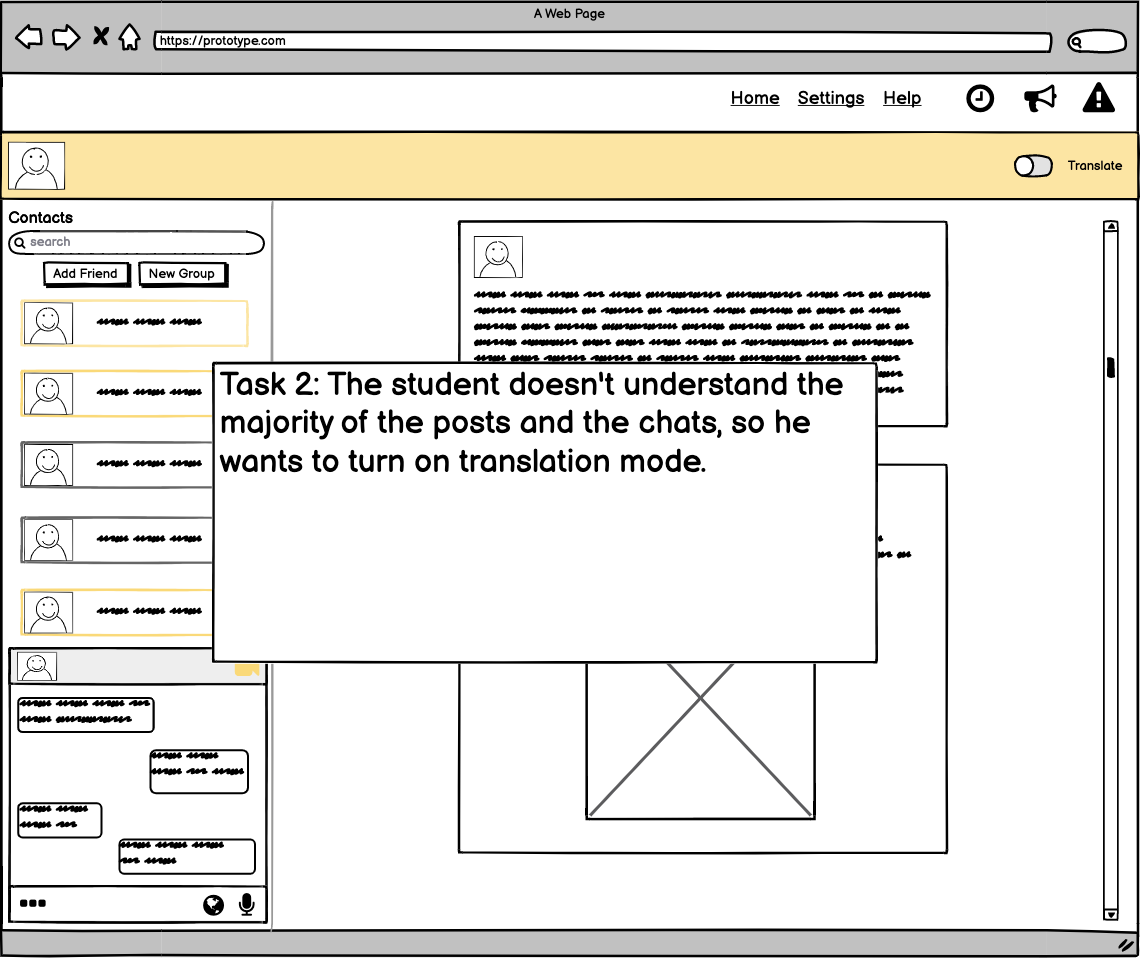 A Web Page
https://prototype.com
Home Settings Help
Translate
Contacts
search
Add Friend New Group
Task 2: The student doesn't understand the
majority of the posts and the chats, so he
wants to turn on translation mode.